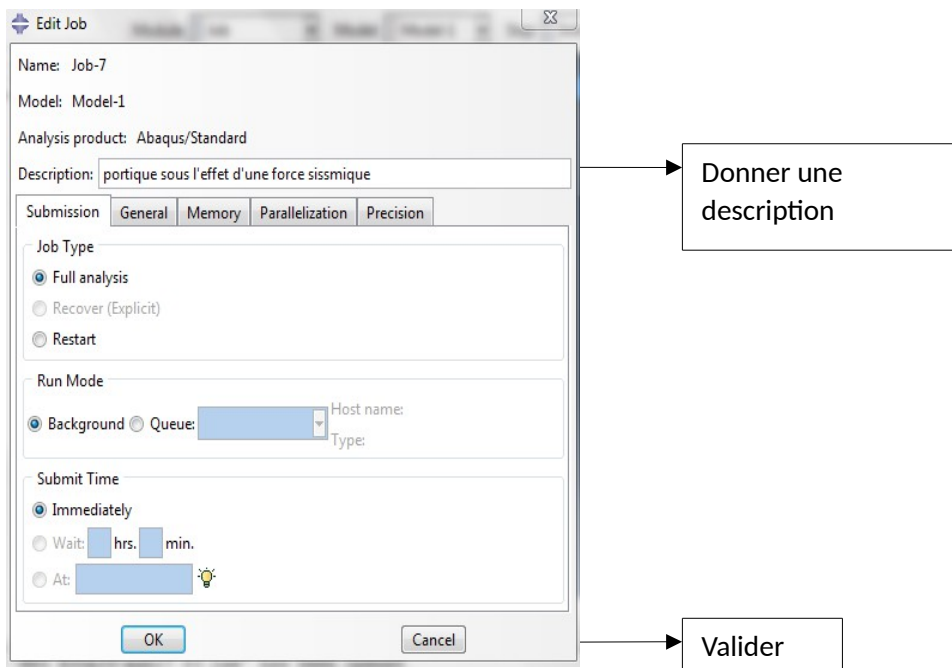 Edit Job
Name: Job-7
Model: Model-1
Analysis product: Abaqus/Standard
Description: portique sous l'effet d'une force sissmique
Donner une
description
Submission General Memory Parallelization Precision
Job Type
Full analysis
Recover (Explicit)
Restart
Run Mode
Background Queue: Host name:
Type:
Submit Time
Immediately
Wait: hrs. min.
At:
OK Cancel
Valider